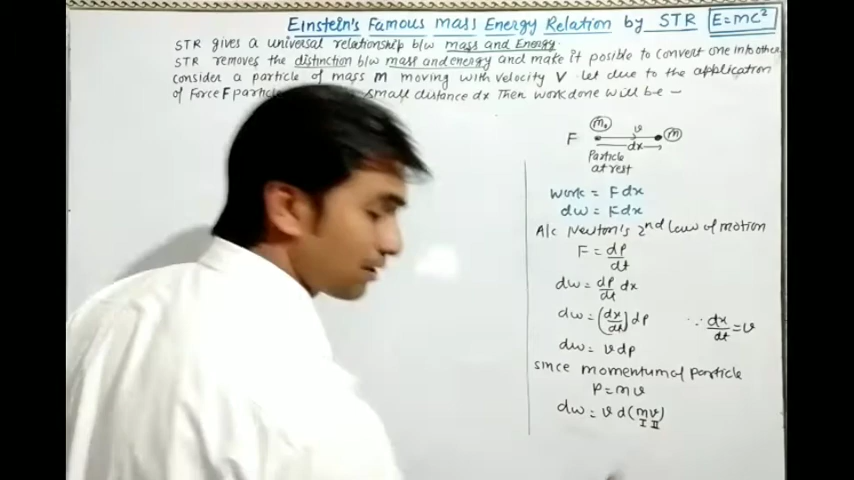 Einstein's Famous mass Energy Relation by STR E=mc²
STR gives a universal relationship b/w mass and Energy.
STR removes the distinction b/w mass and energy and make it posible to convert one into other
consider a particle of mass m moving with velocity V. let due to the application
of Force F particle small distance dx Then work done will be —
F m₀ v m
dx
Particle
at rest
work = Fdx
dw = Fdx
A/c Newton's 2nd law of motion
F = dp/dt
dw = dp/dt dx
dw = (dx/dt) dp ∵ dx/dt = v
dw = v dp
since momentum of particle
P = mv
dw = v d(mv)
I II